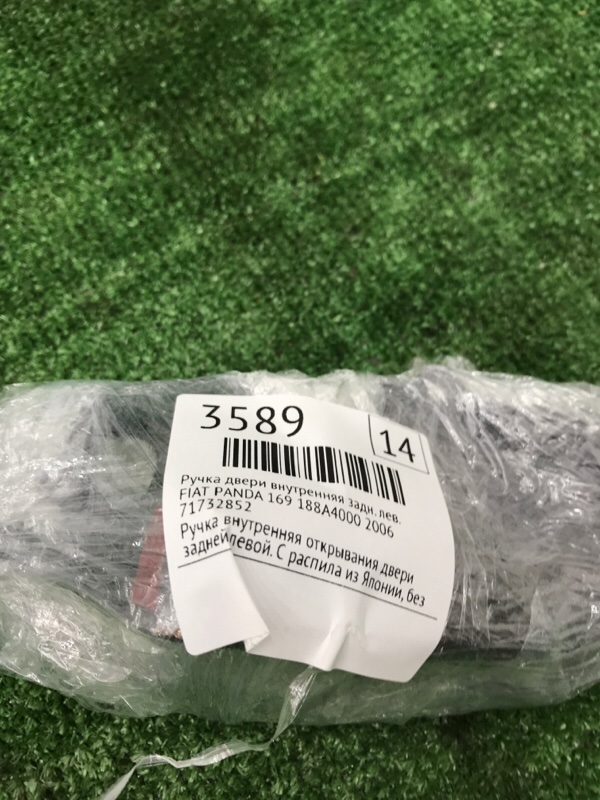 3589
14
Ручка двери внутренняя задн.лев.
FIAT PANDA 169 188A4000 2006
71732852
Ручка внутренняя открывания двери
задней левой. С распила из Японии, без